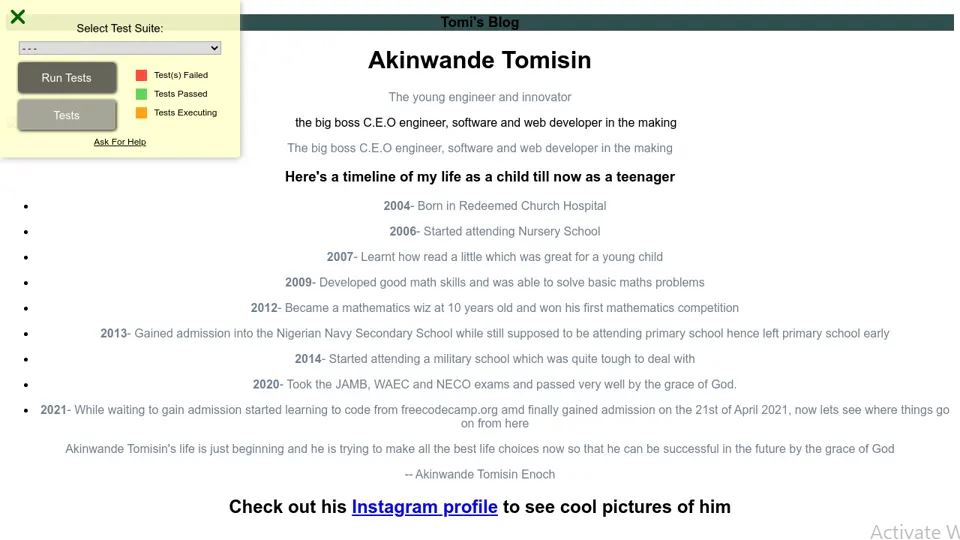 Tomi's Blog
Select Test Suite:
- - -
Run Tests
Tests
Test(s) Failed
Tests Passed
Tests Executing
Ask For Help
Akinwande Tomisin
The young engineer and innovator
the big boss C.E.O engineer, software and web developer in the making
The big boss C.E.O engineer, software and web developer in the making
Here's a timeline of my life as a child till now as a teenager
2004- Born in Redeemed Church Hospital
2006- Started attending Nursery School
2007- Learnt how read a little which was great for a young child
2009- Developed good math skills and was able to solve basic maths problems
2012- Became a mathematics wiz at 10 years old and won his first mathematics competition
2013- Gained admission into the Nigerian Navy Secondary School while still supposed to be attending primary school hence left primary school early
2014- Started attending a military school which was quite tough to deal with
2020- Took the JAMB, WAEC and NECO exams and passed very well by the grace of God.
2021- While waiting to gain admission started learning to code from freecodecamp.org amd finally gained admission on the 21st of April 2021, now lets see where things go
on from here
Akinwande Tomisin's life is just beginning and he is trying to make all the best life choices now so that he can be successful in the future by the grace of God
-- Akinwande Tomisin Enoch
Check out his Instagram profile to see cool pictures of him
Activate W